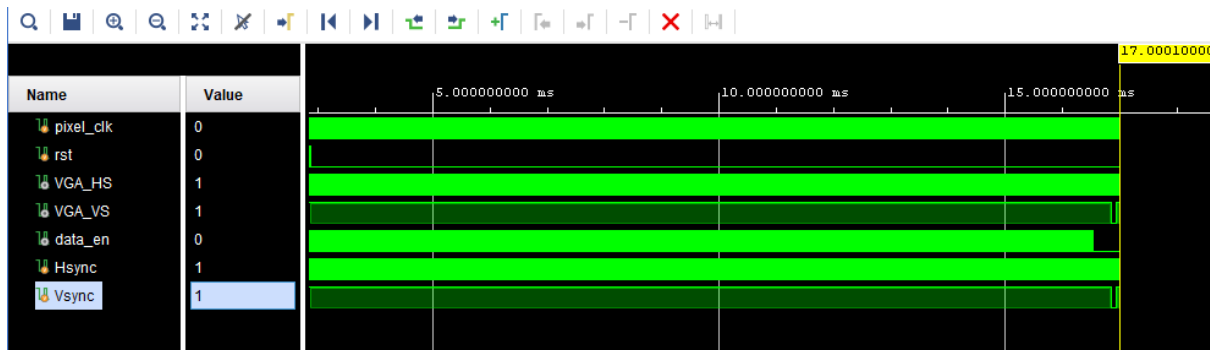 17.00010000
Name Value
5.000000000 ms 10.000000000 ms 15.000000000 ms
pixel_clk 0
rst 0
VGA_HS 1
VGA_VS 1
data_en 0
Hsync 1
Vsync 1